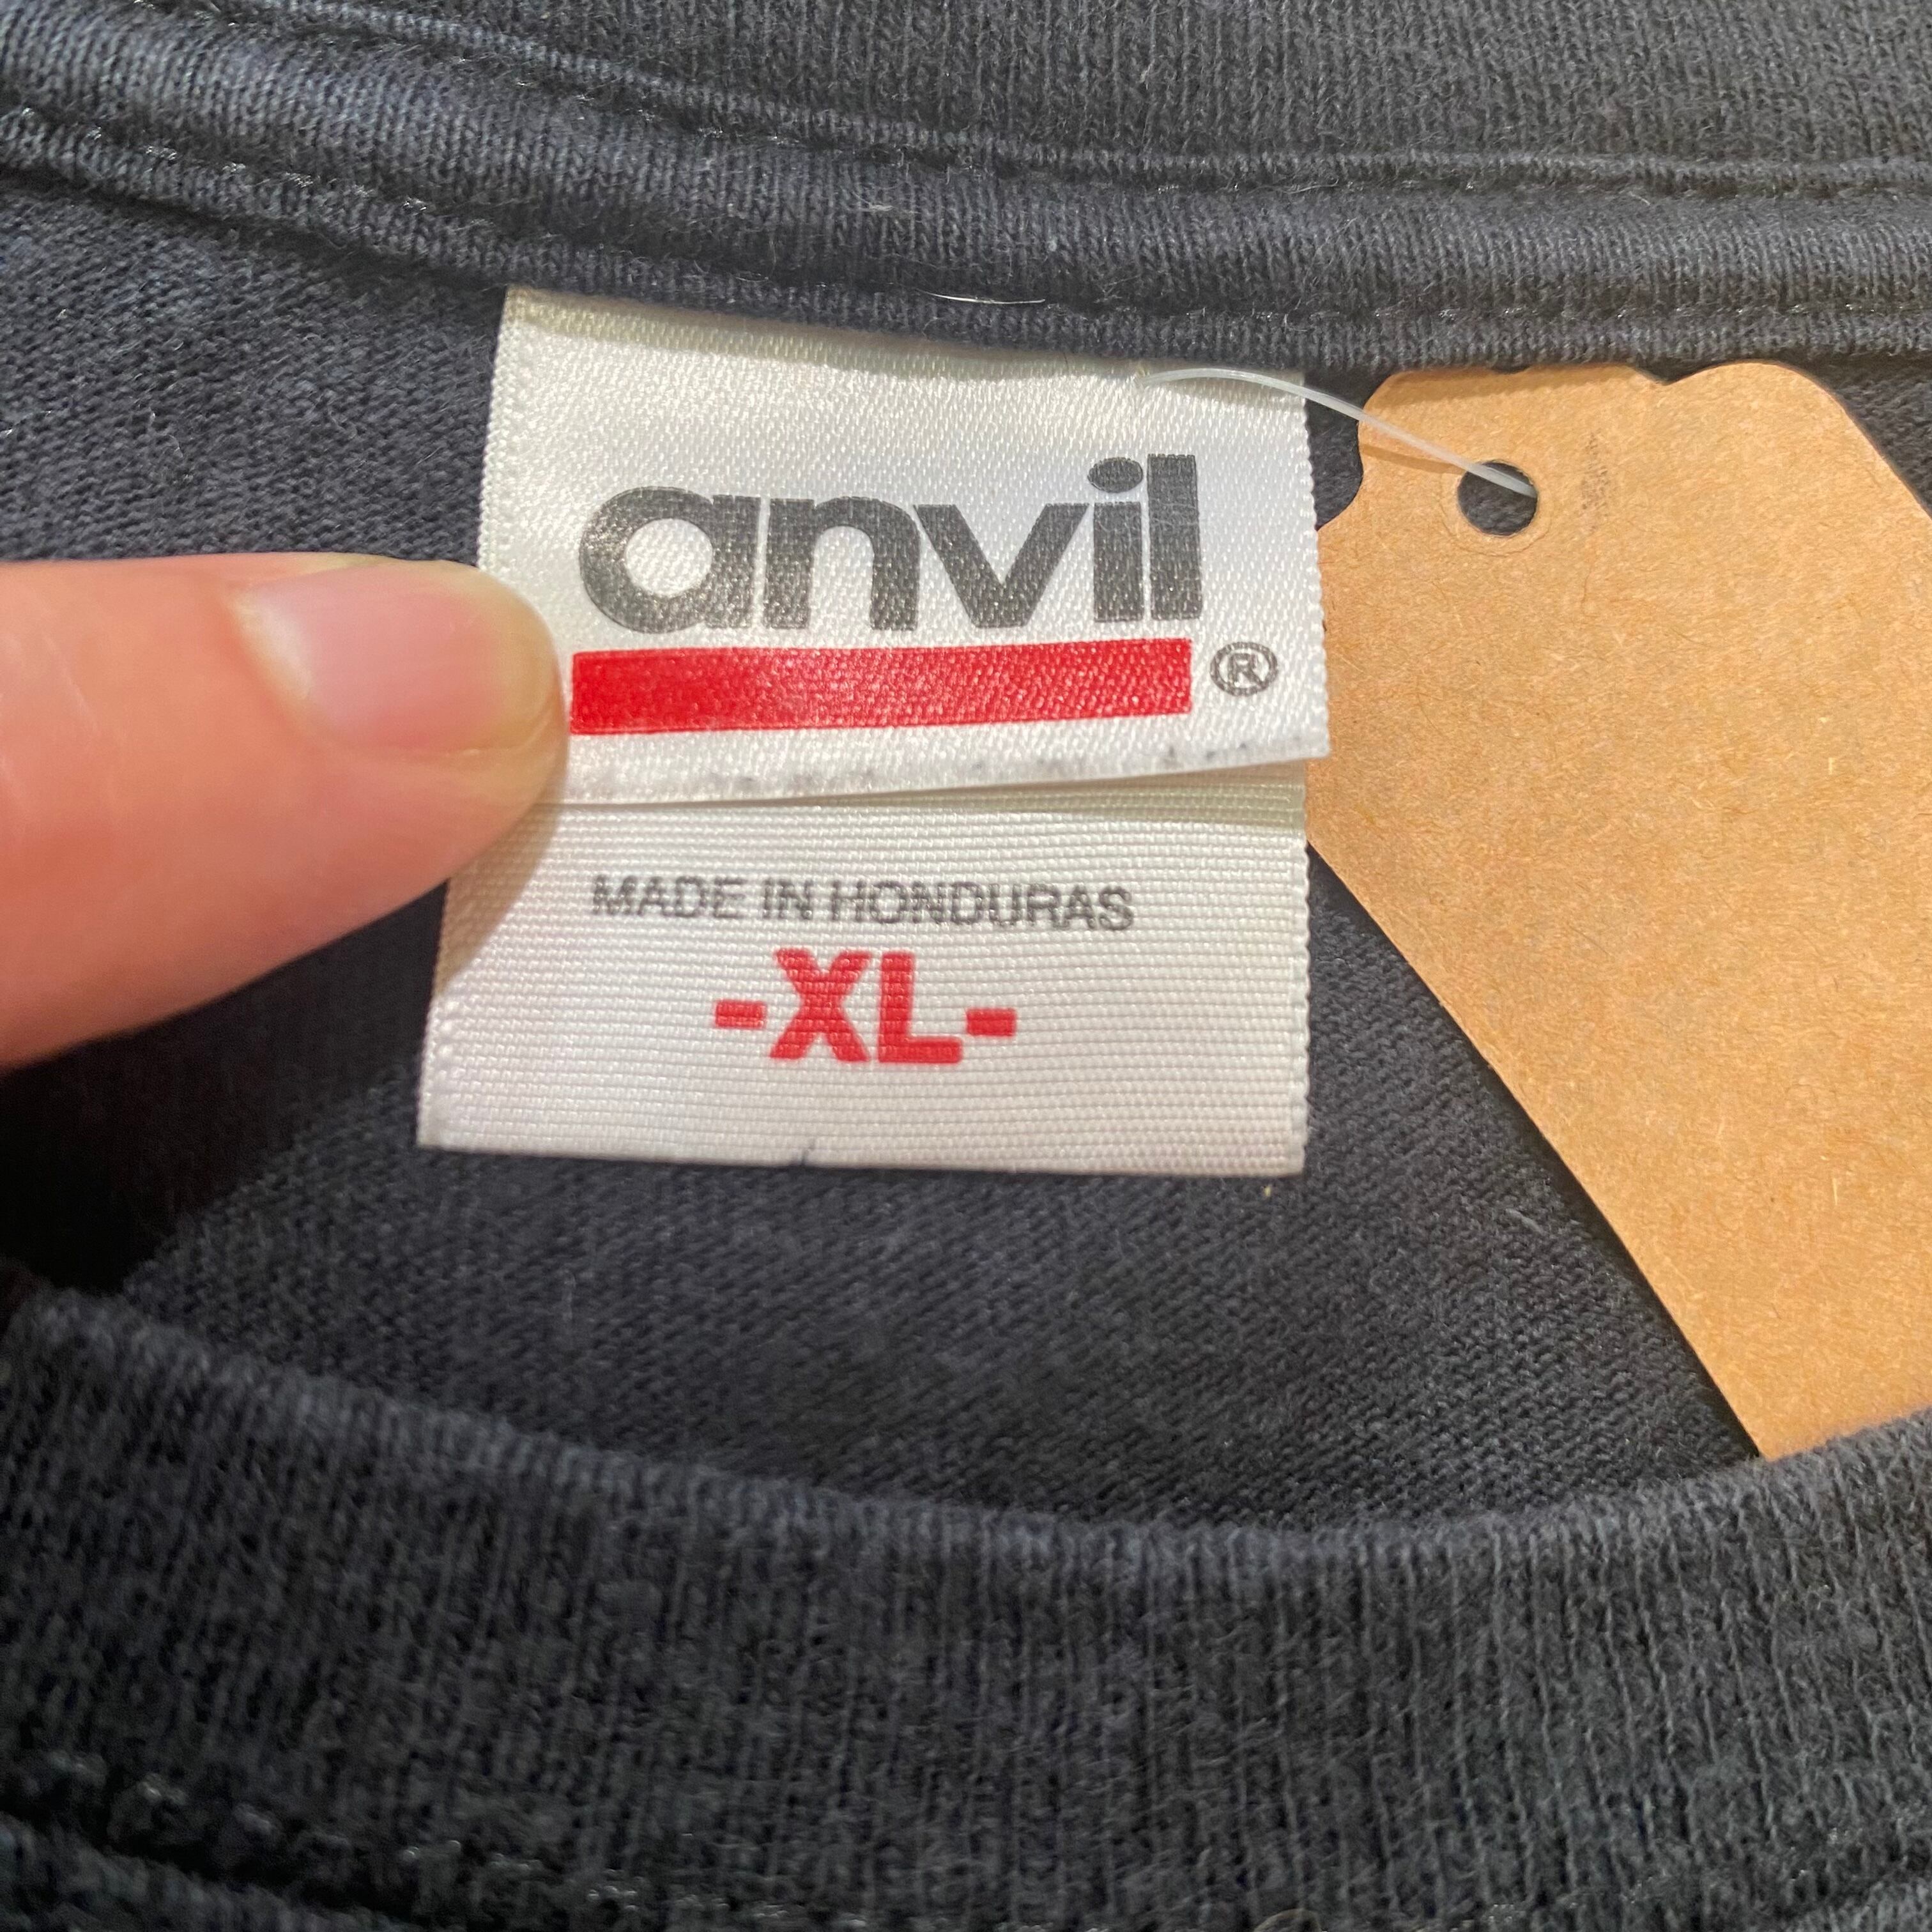 anvil®
MADE IN HONDURAS
-XL-